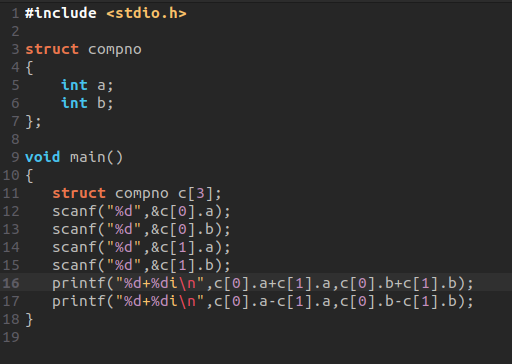 1 #include <stdio.h>
2
3 struct compno
4 {
5     int a;
6     int b;
7 };
8
9 void main()
10 {
11    struct compno c[3];
12    scanf("%d",&c[0].a);
13    scanf("%d",&c[0].b);
14    scanf("%d",&c[1].a);
15    scanf("%d",&c[1].b);
16    printf("%d+%di\n",c[0].a+c[1].a,c[0].b+c[1].b);
17    printf("%d+%di\n",c[0].a-c[1].a,c[0].b-c[1].b);
18 }
19